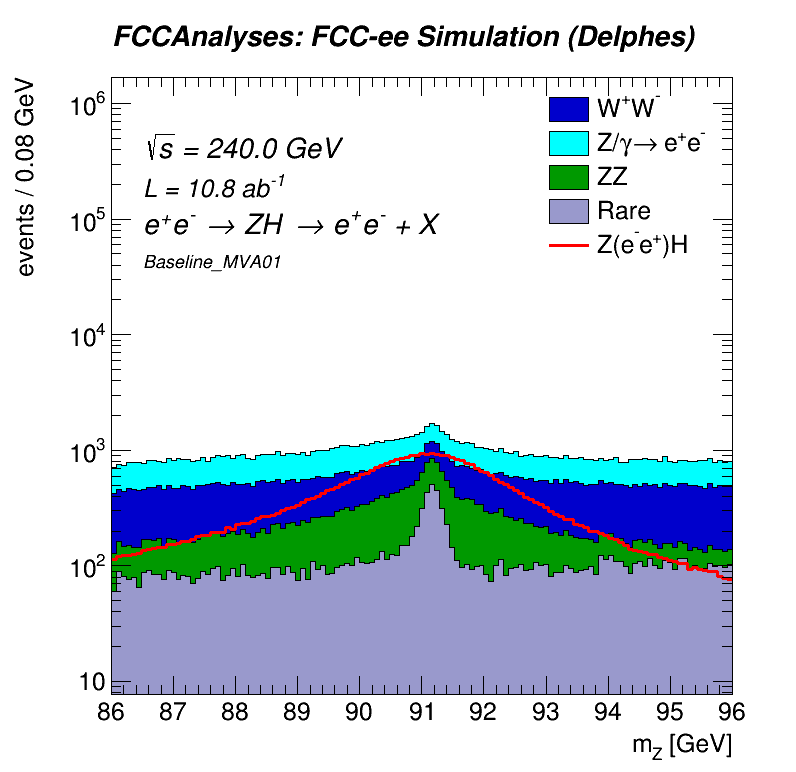 FCCAnalyses: FCC-ee Simulation (Delphes)
events / 0.08 GeV
√s = 240.0 GeV
L = 10.8 ab⁻¹
e⁺e⁻ → ZH → e⁺e⁻ + X
Baseline_MVA01
W⁺W⁻
Z/γ→ e⁺e⁻
ZZ
Rare
Z(e⁻e⁺)H
10⁶
10⁵
10⁴
10³
10²
10
86 87 88 89 90 91 92 93 94 95 96
m_Z [GeV]